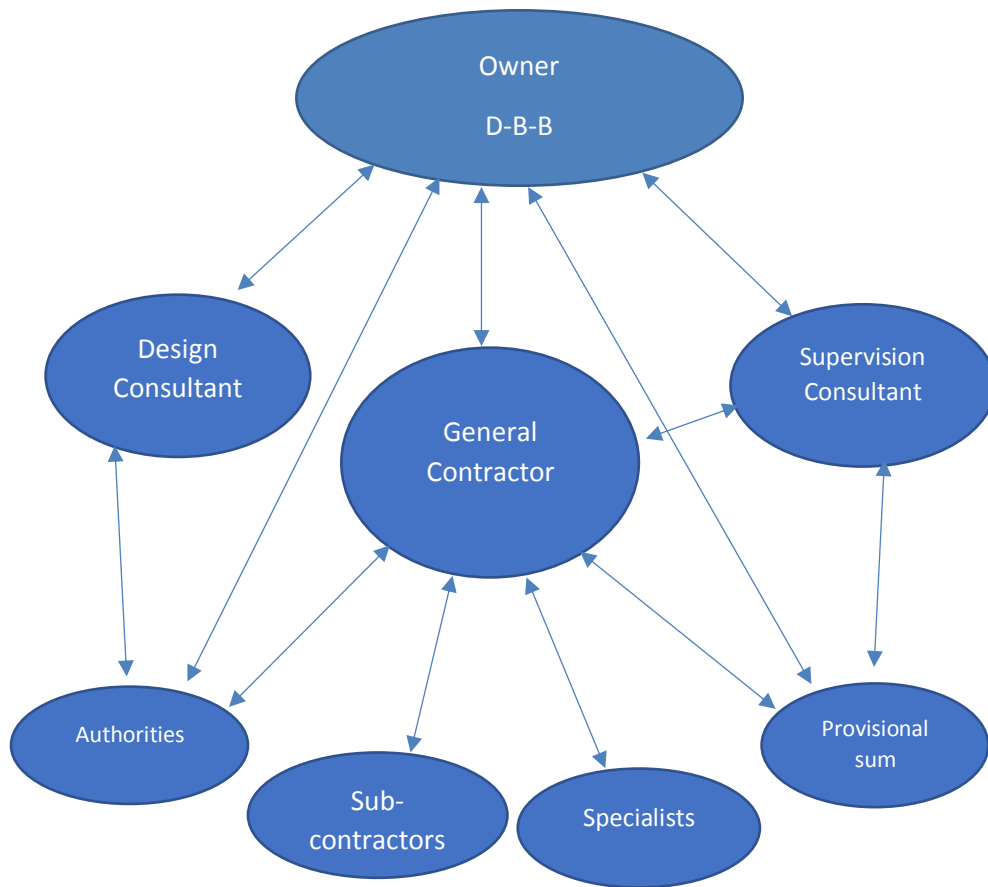 Owner
D-B-B
Design
Consultant
Supervision
Consultant
General
Contractor
Authorities
Provisional
sum
Sub-
contractors
Specialists